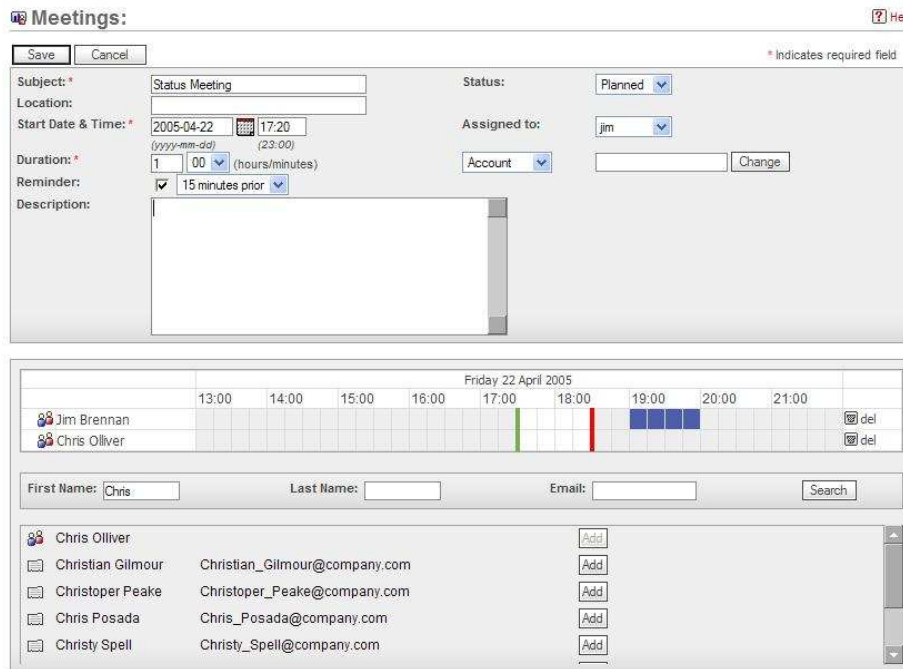 Meetings:
? He
Save Cancel * Indicates required field
Subject: * Status Meeting Status: Planned
Location:
Start Date & Time: * 2005-04-22 17:20 Assigned to: jim
(yyyy-mm-dd) (23:00)
Duration: * 1 00 (hours/minutes) Account Change
Reminder: 15 minutes prior
Description:
Friday 22 April 2005
13:00 14:00 15:00 16:00 17:00 18:00 19:00 20:00 21:00
Jim Brennan del
Chris Olliver del
First Name: Chris Last Name: Email: Search
Chris Olliver Add
Christian Gilmour Christian_Gilmour@company.com Add
Christoper Peake Christoper_Peake@company.com Add
Chris Posada Chris_Posada@company.com Add
Christy Spell Christy_Spell@company.com Add